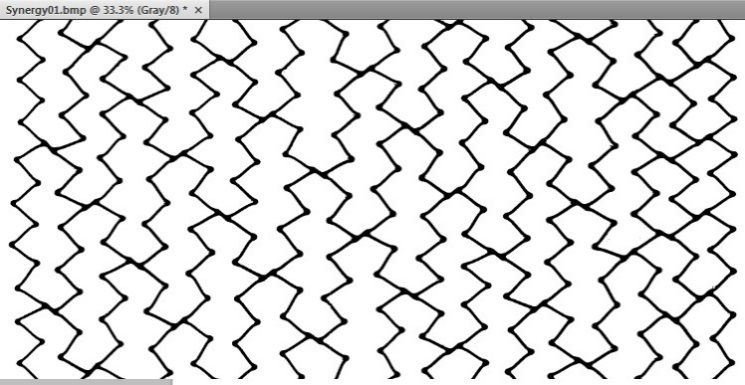 Synergy01.bmp @ 33.3% (Gray/8) * ×